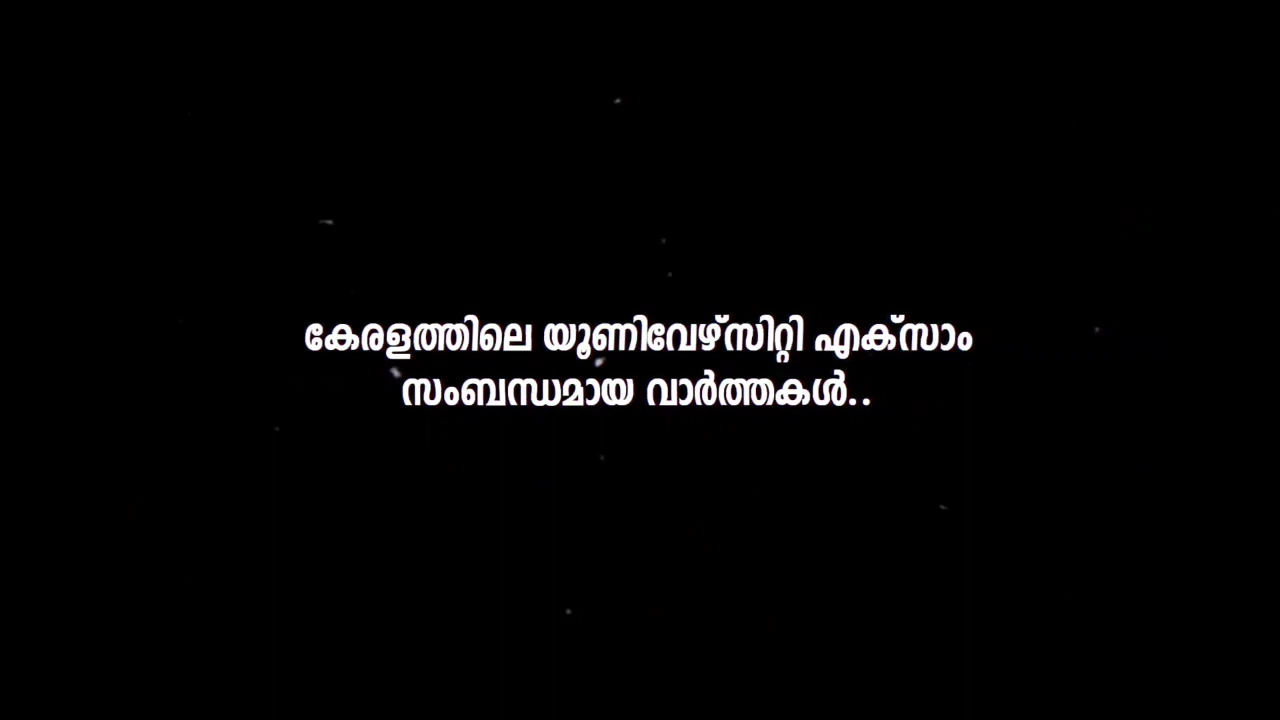 കേരളത്തിലെ യൂണിവേഴ്സിറ്റി എക്സാം
സംബന്ധമായ വാർത്തകൾ..